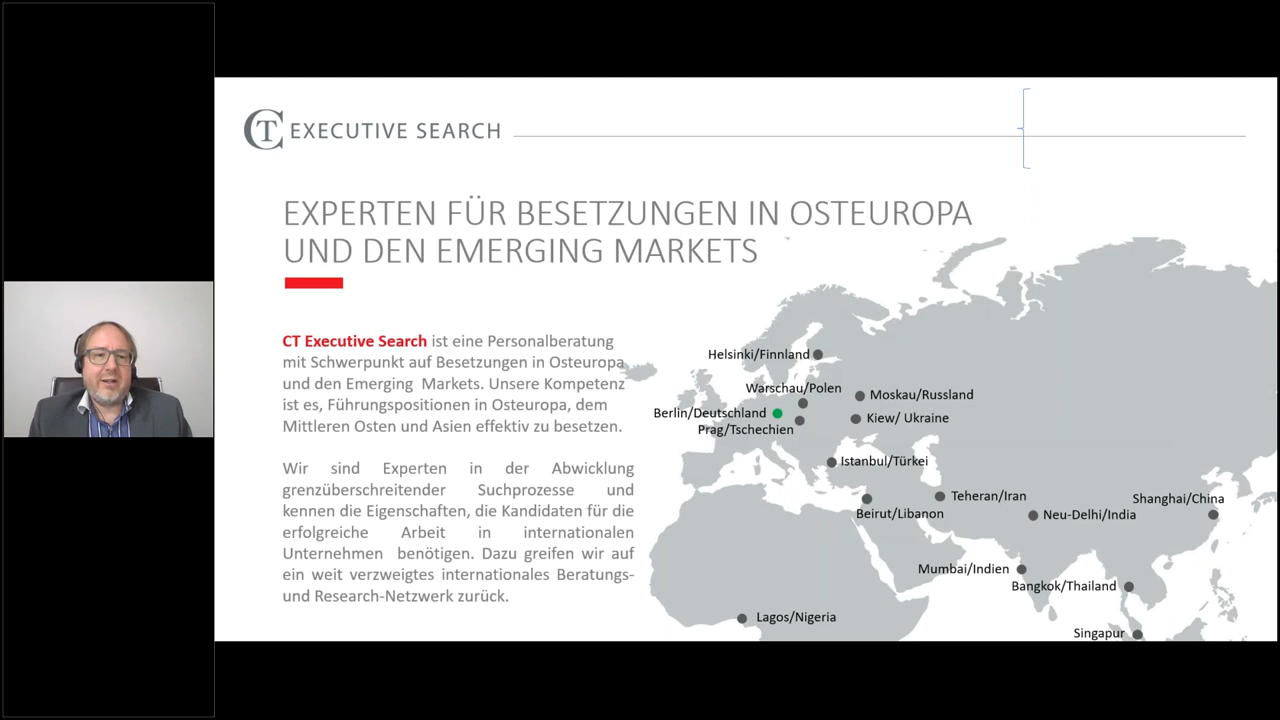 CT EXECUTIVE SEARCH
EXPERTEN FÜR BESETZUNGEN IN OSTEUROPA
UND DEN EMERGING MARKETS
CT Executive Search ist eine Personalberatung
mit Schwerpunkt auf Besetzungen in Osteuropa
und den Emerging Markets. Unsere Kompetenz
ist es, Führungspositionen in Osteuropa, dem
Mittleren Osten und Asien effektiv zu besetzen.
Wir sind Experten in der Abwicklung
grenzüberschreitender Suchprozesse und
kennen die Eigenschaften, die Kandidaten für die
erfolgreiche Arbeit in internationalen
Unternehmen benötigen. Dazu greifen wir auf
ein weit verzweigtes internationales Beratungs-
und Research-Netzwerk zurück.
Helsinki/Finnland
Warschau/Polen
Moskau/Russland
Berlin/Deutschland
Kiew/ Ukraine
Prag/Tschechien
Istanbul/Türkei
Teheran/Iran
Shanghai/China
Beirut/Libanon
Neu-Delhi/India
Mumbai/Indien
Bangkok/Thailand
Lagos/Nigeria
Singapur